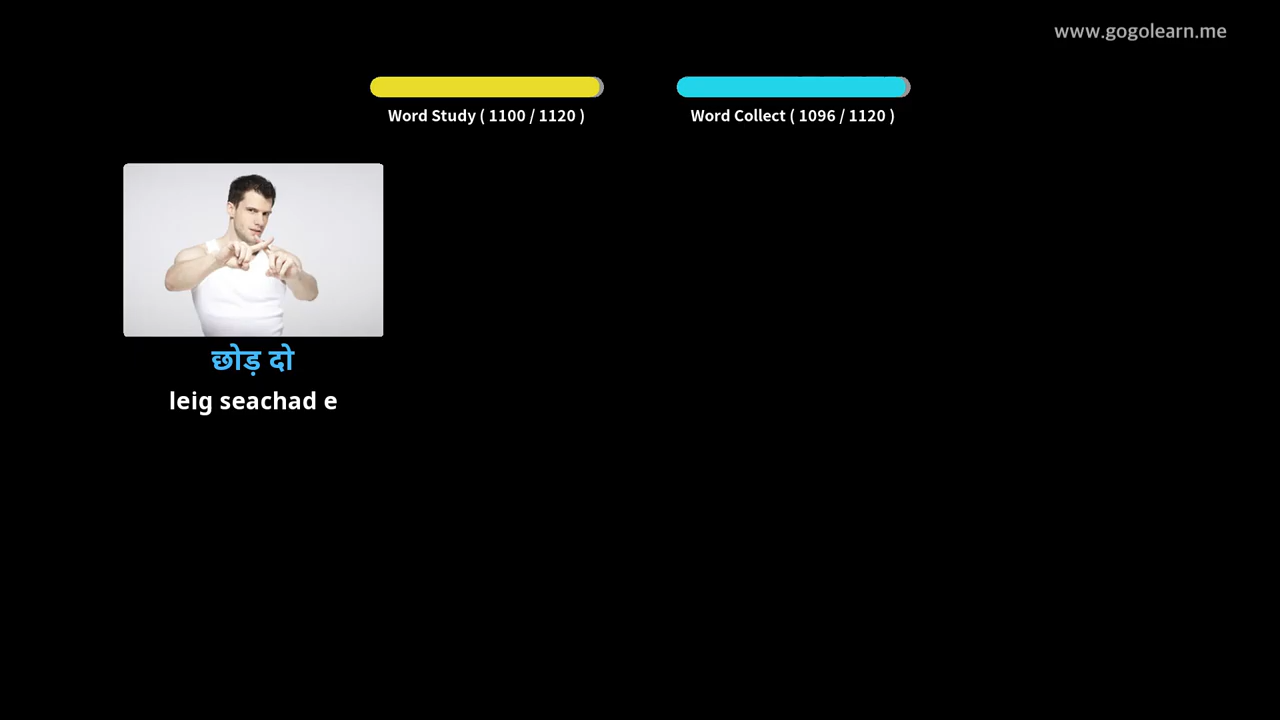 www.gogolearn.me
Word Study ( 1100 / 1120 )
Word Collect ( 1096 / 1120 )
छोड़ दो
leig seachad e